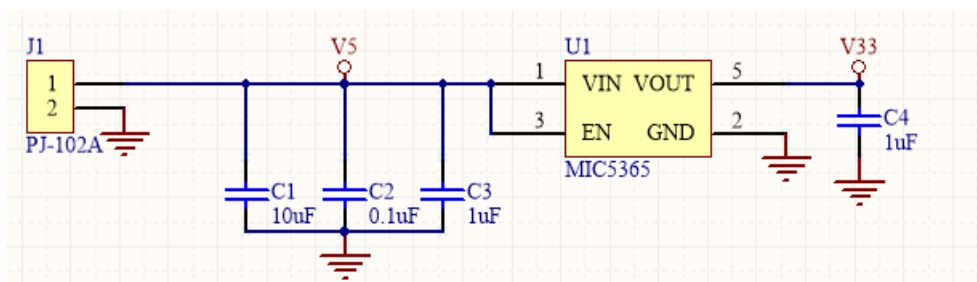 J1
1
2
PJ-102A
V5
C1
10uF
C2
0.1uF
C3
1uF
U1
1
VIN VOUT
5
3
EN GND
2
MIC5365
V33
C4
1uF